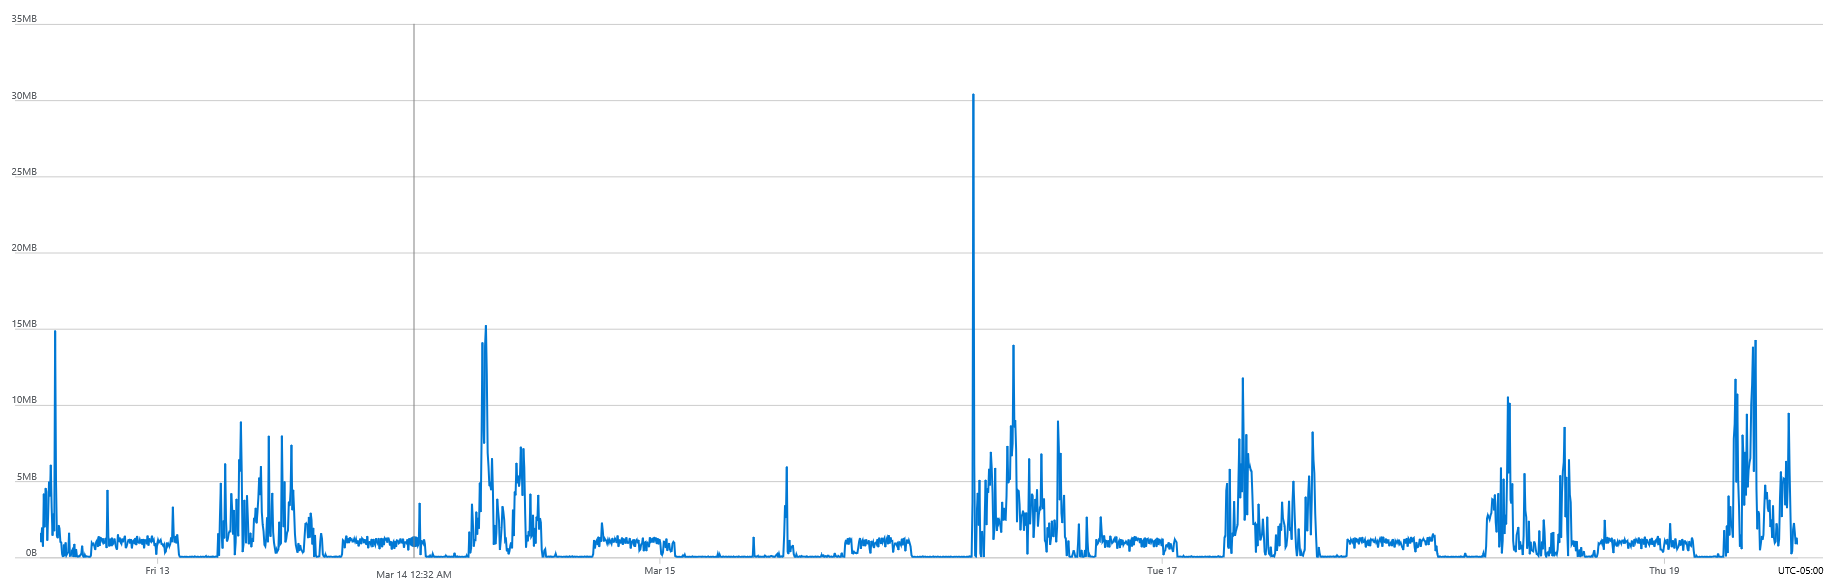 35MB
30MB
25MB
20MB
15MB
10MB
5MB
0B
Fri 13
Mar 14 12:32 AM
Mar 15
Tue 17
Thu 19
UTC-05:00